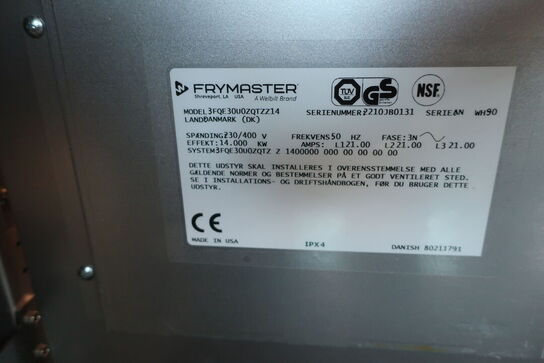 FRYMASTER
Shreveport, LA USA
A Welbilt Brand
TUV GS
NSF
MODEL 3FQE30U0ZQTZZ14 SERIENUMMER 2210JB0131 SERIE 8N WH90
LAND DANMARK (DK)
SPÆNDING 230/400 V FREKVENS 50 HZ FASE: 3N
EFFEKT: 14.000 KW AMPS: L1 21.00 L2 21.00 L3 21.00
SYSTEM 3FQE30U0ZQTZ Z 1400000 000 00 00 00 00
DETTE UDSTYR SKAL INSTALLERES I OVERENSSTEMMELSE MED ALLE
GÆLDENDE NORMER OG BESTEMMELSER PÅ ET GODT VENTILERET STED.
SE I INSTALLATIONS- OG DRIFTSHÅNDBOGEN, FØR DU BRUGER DETTE
UDSTYR.
CE
MADE IN USA IPX4 DANISH 80213791